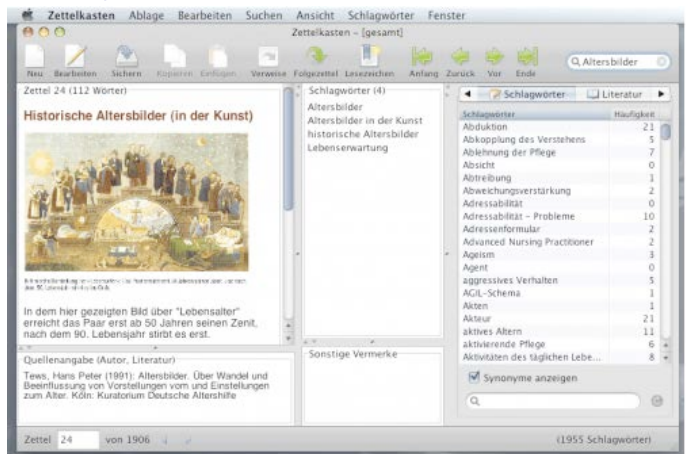 Zettelkasten Ablage Bearbeiten Suchen Ansicht Schlagwörter Fenster
Zettelkasten – [gesamt]
Neu Bearbeiten Sichern Kopieren Einfügen Verweise Folgezettel Lesezeichen Anfang Zurück Vor Ende
Altersbilder
Zettel 24 (112 Wörter)
Historische Altersbilder (in der Kunst)
In dem hier gezeigten Bild über "Lebensalter"
erreicht das Paar erst ab 50 Jahren seinen Zenit,
nach dem 90. Lebensjahr stirbt es erst.
Quellenangabe (Autor, Literatur)
Tews, Hans Peter (1991): Altersbilder. Über Wandel und
Beeinflussung von Vorstellungen vom und Einstellungen
zum Alter. Köln: Kuratorium Deutsche Altershilfe
Schlagwörter (4)
Altersbilder
Altersbilder in der Kunst
historische Altersbilder
Lebenserwartung
Sonstige Vermerke
Schlagwörter Literatur
Schlagwörter Häufigkeit
Abduktion 21
Abkopplung des Verstehens 5
Ablehnung der Pflege 7
Absicht 0
Abtreibung 1
Abweichungsverstärkung 2
Adressabilität 0
Adressabilität – Probleme 10
Adressenformular 2
Advanced Nursing Practitioner 2
Ageism 3
Agent 0
aggressives Verhalten 5
AGIL-Schema 1
Akten 1
Akteur 21
aktives Altern 11
aktivierende Pflege 6
Aktivitäten des täglichen Lebe... 8
Synonyme anzeigen
Zettel 24 von 1906
(1955 Schlagwörter)